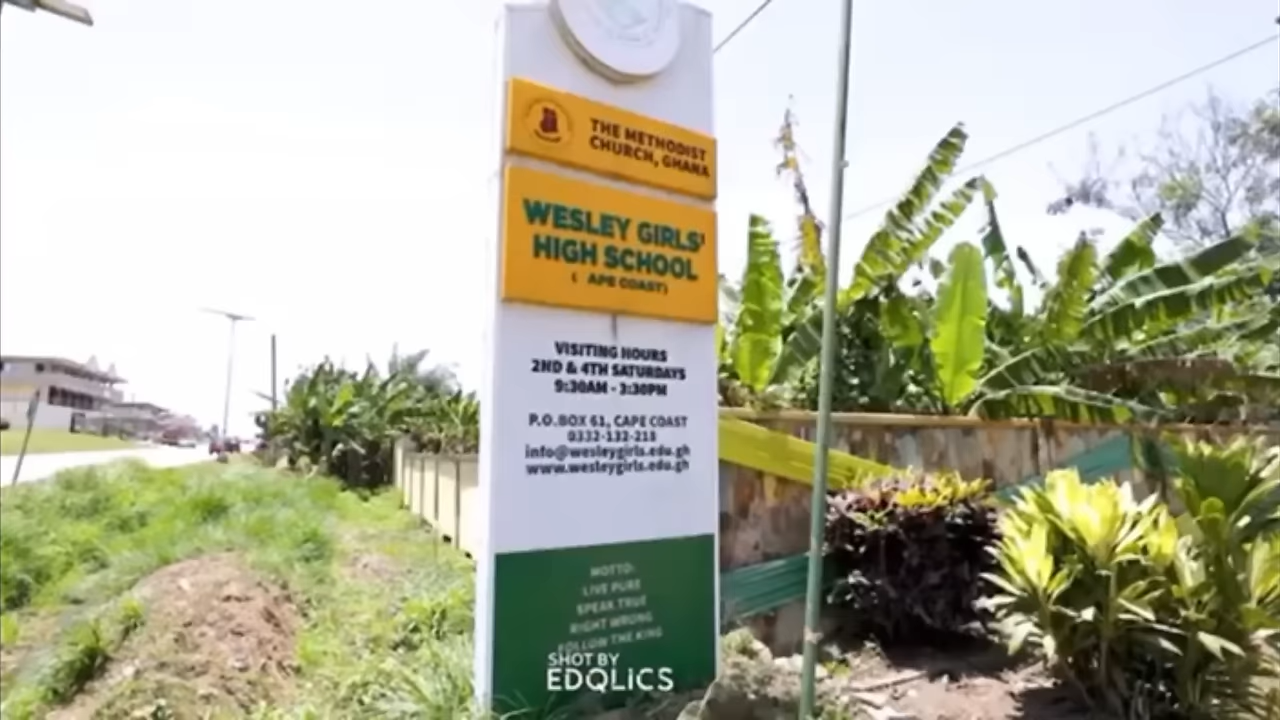 THE METHODIST
CHURCH, GHANA
WESLEY GIRLS'
HIGH SCHOOL
( APE COAST)
VISITING HOURS
2ND & 4TH SATURDAYS
9:30AM - 3:30PM
P.O.BOX 61, CAPE COAST
0332-132-218
info@wesleygirls.edu.gh
www.wesleygirls.edu.gh
MOTTO:
LIVE PURE
SPEAK TRUE
RIGHT WRONG
FOLLOW THE KING
SHOT BY
EDQLiCS